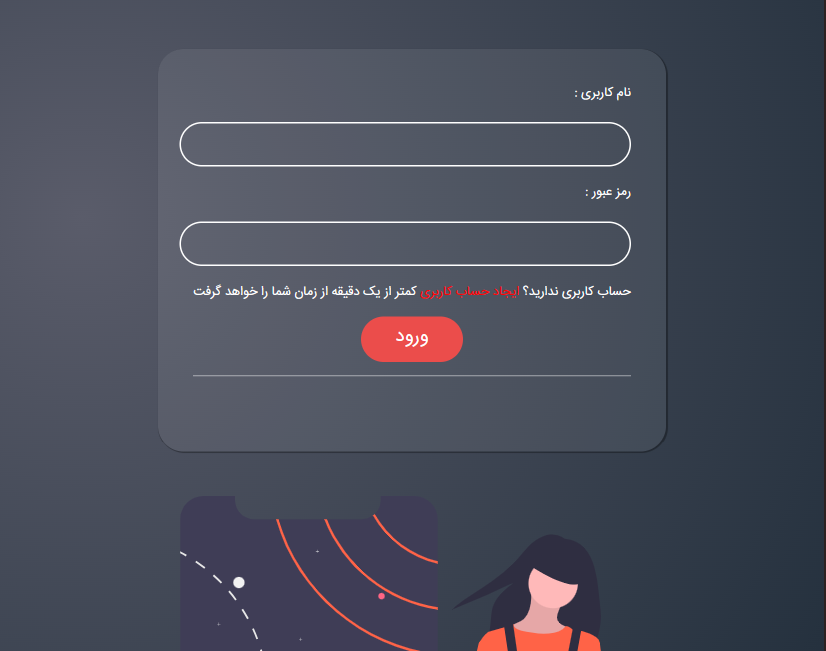 نام کاربری :
رمز عبور :
حساب کاربری ندارید؟ ایجاد حساب کاربری کمتر از یک دقیقه از زمان شما را خواهد گرفت
ورود